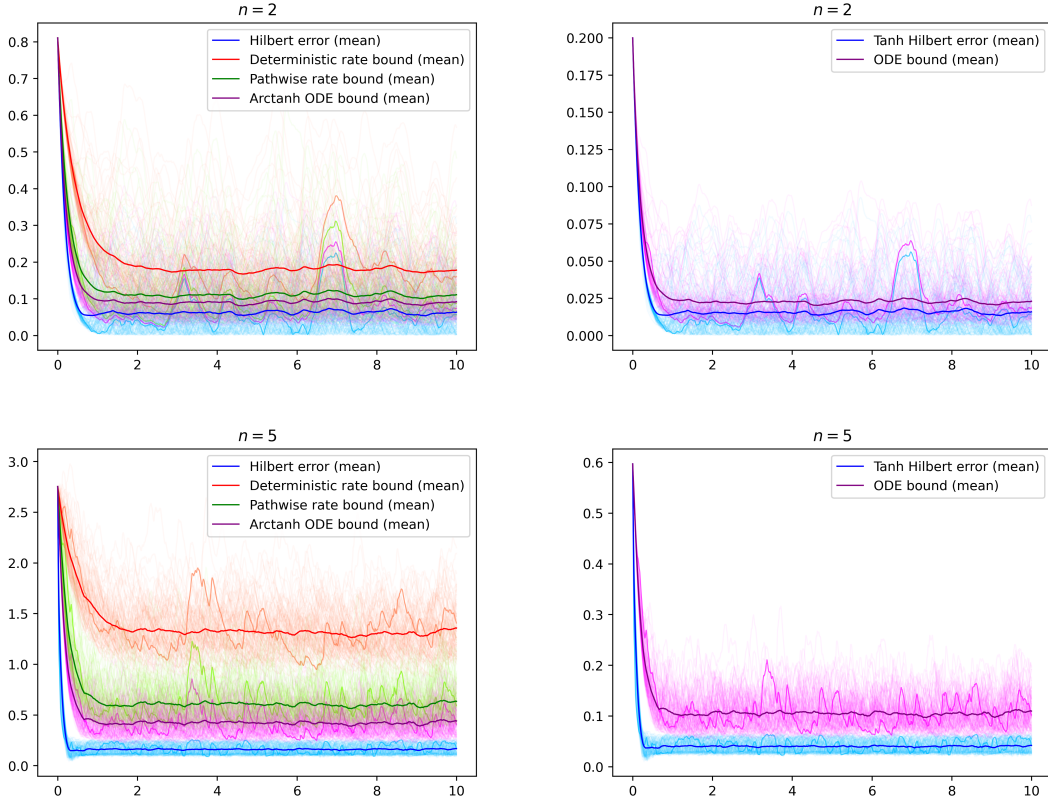 n = 2
0.8
0.7
0.6
0.5
0.4
0.3
0.2
0.1
0.0
Hilbert error (mean)
Deterministic rate bound (mean)
Pathwise rate bound (mean)
Arctanh ODE bound (mean)
0 2 4 6 8 10
n = 2
0.200
0.175
0.150
0.125
0.100
0.075
0.050
0.025
0.000
Tanh Hilbert error (mean)
ODE bound (mean)
0 2 4 6 8 10
n = 5
3.0
2.5
2.0
1.5
1.0
0.5
0.0
Hilbert error (mean)
Deterministic rate bound (mean)
Pathwise rate bound (mean)
Arctanh ODE bound (mean)
0 2 4 6 8 10
n = 5
0.6
0.5
0.4
0.3
0.2
0.1
0.0
Tanh Hilbert error (mean)
ODE bound (mean)
0 2 4 6 8 10